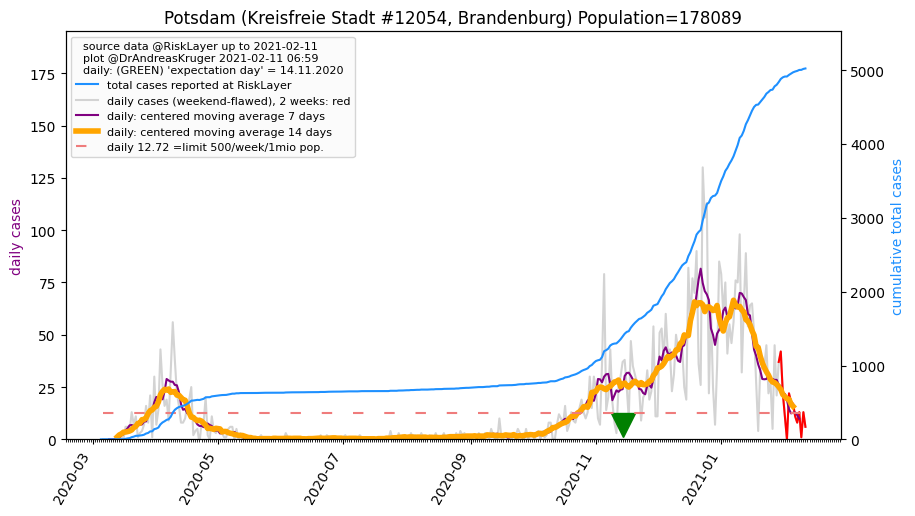 Potsdam (Kreisfreie Stadt #12054, Brandenburg) Population=178089
source data @RiskLayer up to 2021-02-11
plot @DrAndreasKruger 2021-02-11 06:59
daily: (GREEN) 'expectation day' = 14.11.2020
total cases reported at RiskLayer
daily cases (weekend-flawed), 2 weeks: red
daily: centered moving average 7 days
daily: centered moving average 14 days
daily 12.72 =limit 500/week/1mio pop.
daily cases
175
150
125
100
75
50
25
0
cumulative total cases
5000
4000
3000
2000
1000
0
2020-03
2020-05
2020-07
2020-09
2020-11
2021-01